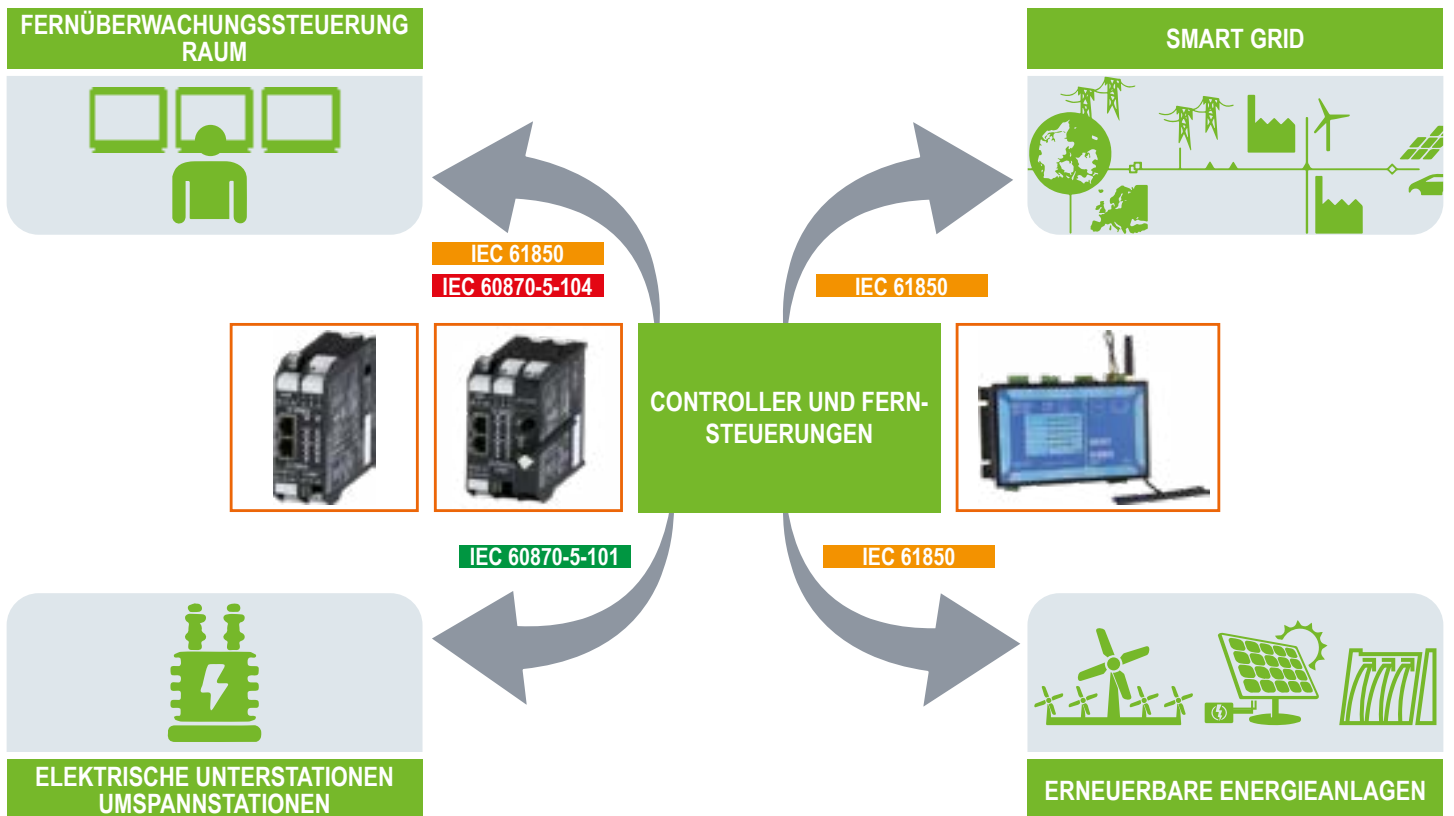 FERNÜBERWACHUNGSSTEUERUNG
RAUM
SMART GRID
IEC 61850
IEC 60870-5-104
IEC 61850
CONTROLLER UND FERN-
STEUERUNGEN
IEC 60870-5-101
IEC 61850
ELEKTRISCHE UNTERSTATIONEN
UMSPANNSTATIONEN
ERNEUERBARE ENERGIEANLAGEN